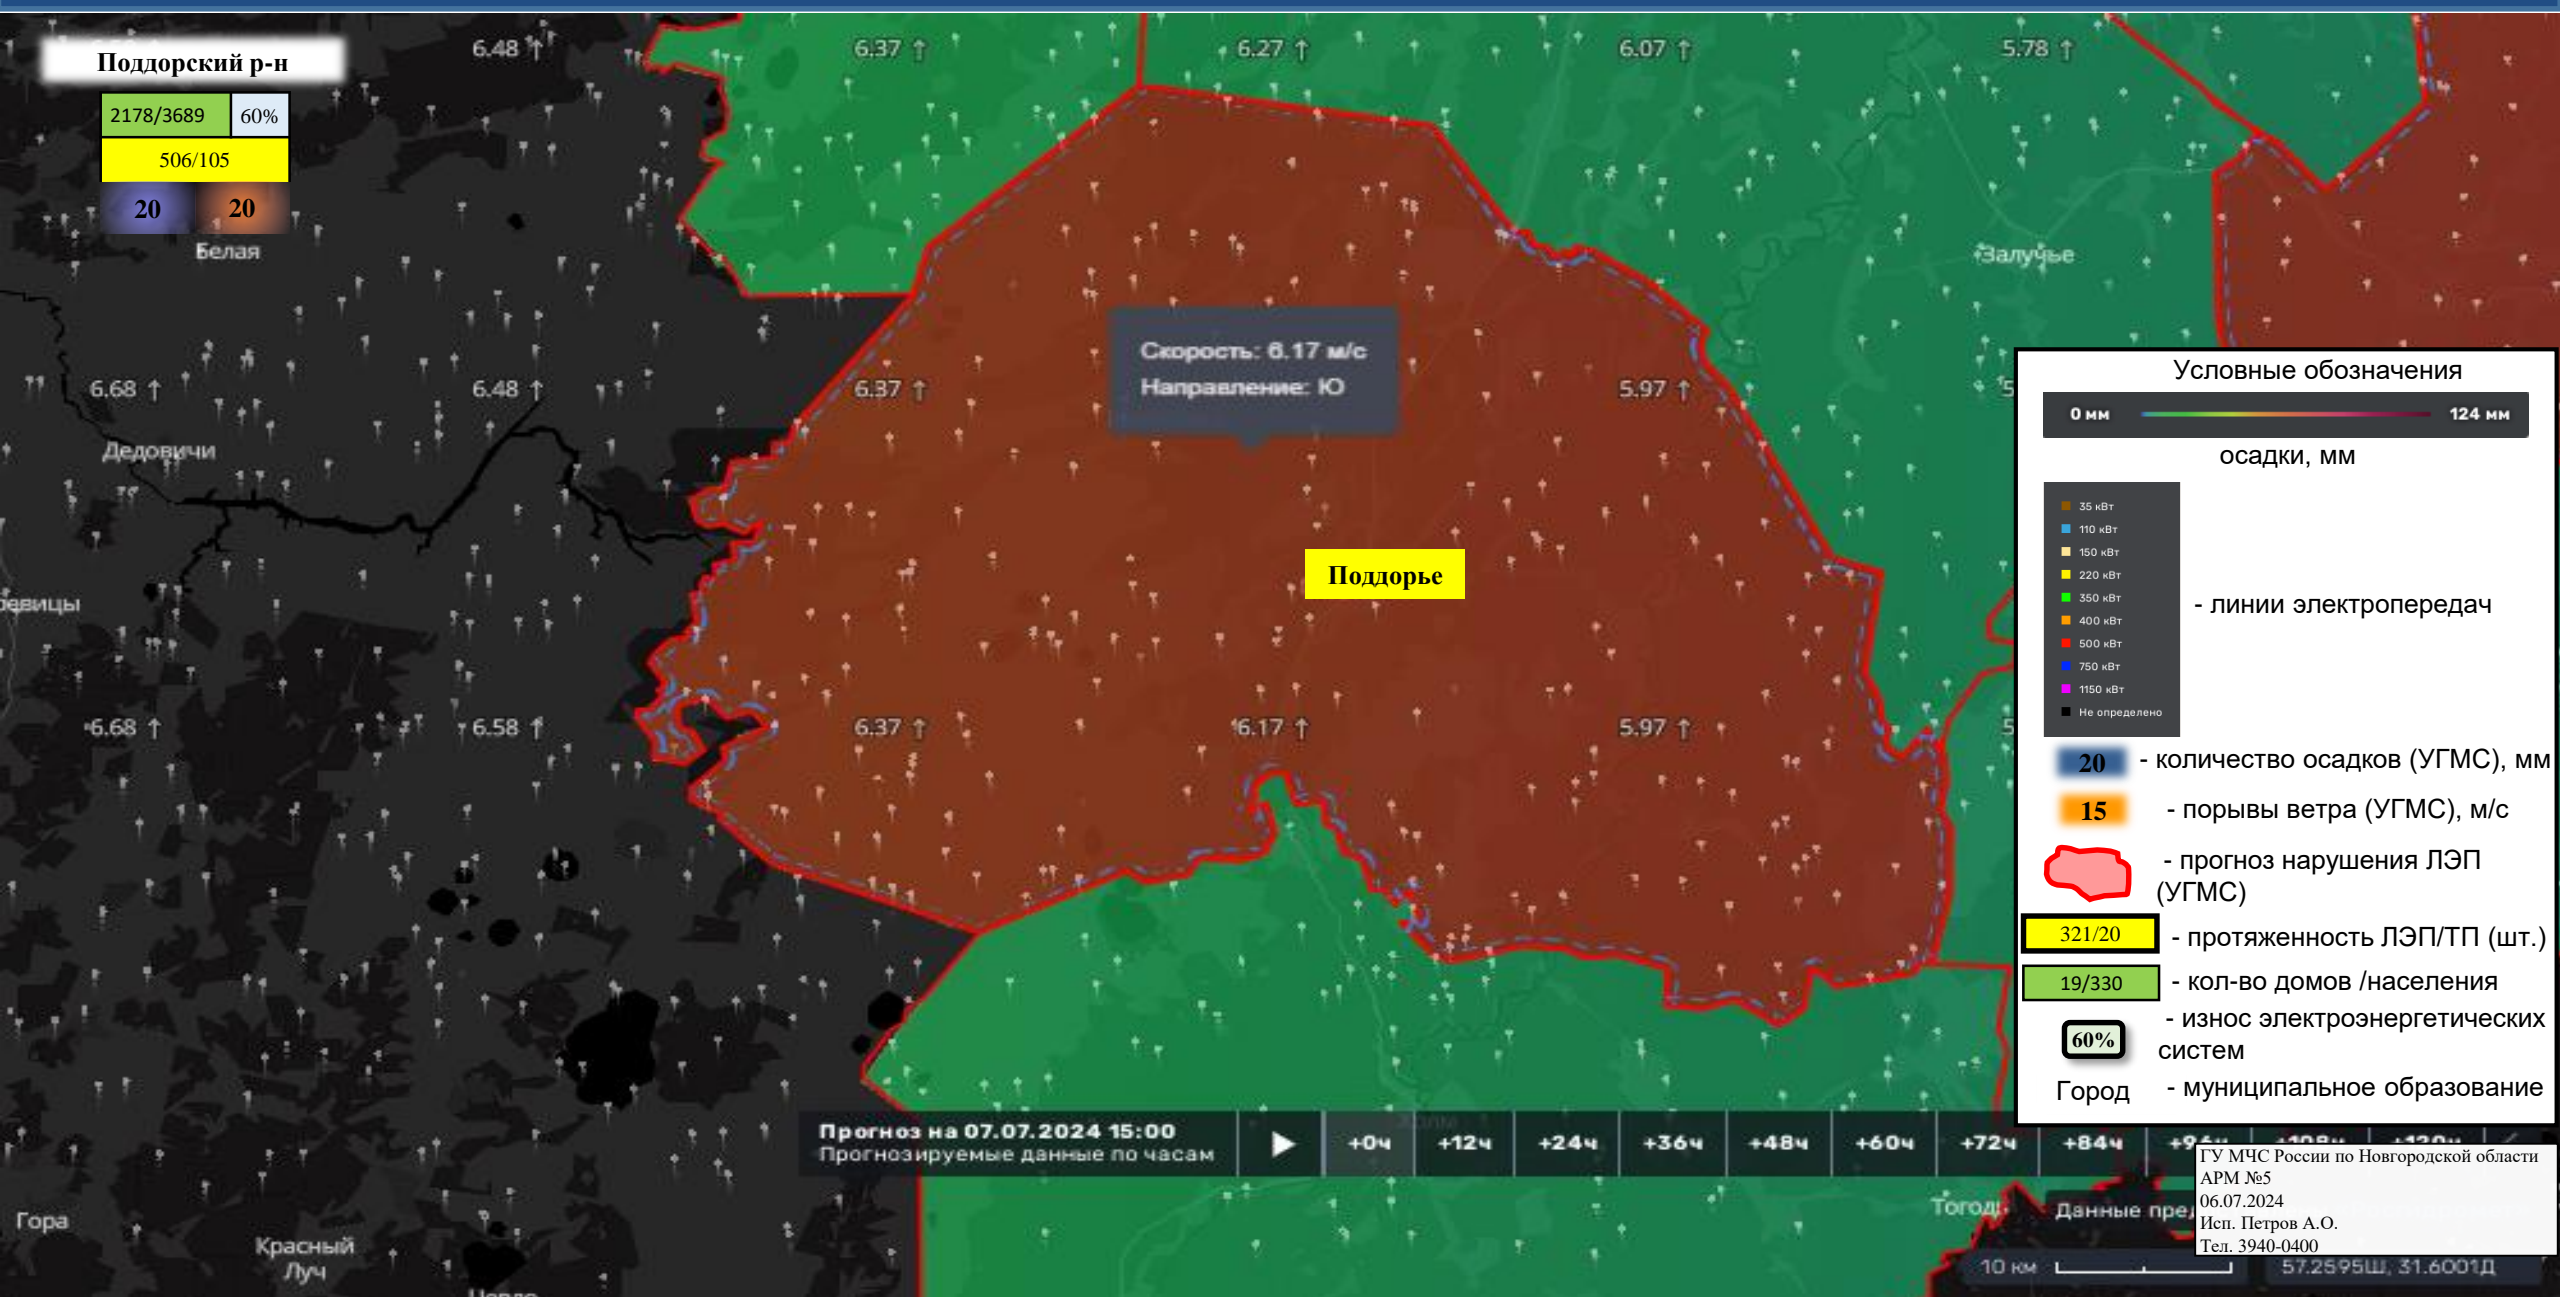 Поддорский р-н
2178/3689 60%
506/105
20 20
6.48 ↑
6.37 ↑
6.27 ↑
6.07 ↑
5.78 ↑
Белая
Залучье
Скорость: 6.17 м/с
Направление: Ю
6.68 ↑
6.48 ↑
6.37 ↑
5.97 ↑
Дедовичи
Поддорье
6.68 ↑
6.58 ↑
6.37 ↑
6.17 ↑
5.97 ↑
Условные обозначения
0 мм 124 мм
осадки, мм
35 кВт
110 кВт
150 кВт
220 кВт
350 кВт
400 кВт
500 кВт
750 кВт
1150 кВт
Не определено
- линии электропередач
20 - количество осадков (УГМС), мм
15 - порывы ветра (УГМС), м/с
- прогноз нарушения ЛЭП
(УГМС)
321/20 - протяженность ЛЭП/ТП (шт.)
19/330 - кол-во домов /населения
60% - износ электроэнергетических
систем
Город - муниципальное образование
Прогноз на 07.07.2024 15:00
Прогнозируемые данные по часам
+0ч +12ч +24ч +36ч +48ч +60ч +72ч +84ч
ГУ МЧС России по Новгородской области
АРМ №5
06.07.2024
Исп. Петров А.О.
Тел. 3940-0400
Гора
Красный
Луч
Данные
10 км
57.2595Ш, 31.6001Д